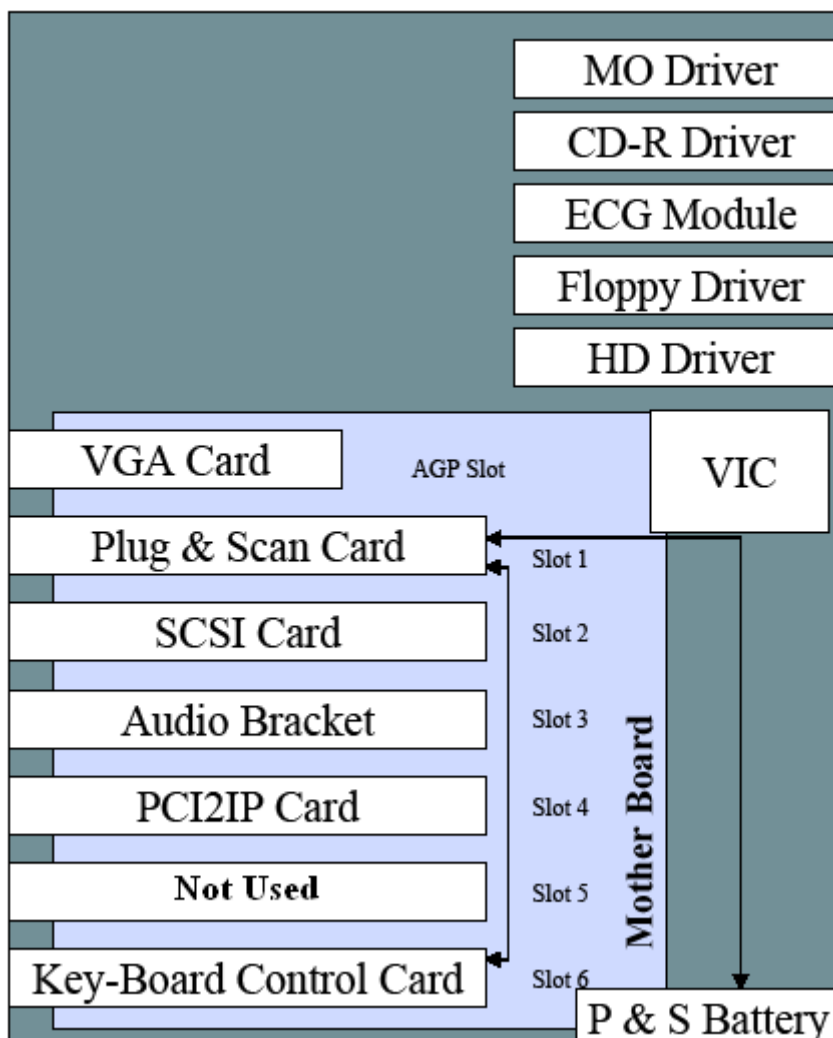 MO Driver
CD-R Driver
ECG Module
Floppy Driver
HD Driver
VGA Card
AGP Slot
VIC
Plug & Scan Card
Slot 1
SCSI Card
Slot 2
Audio Bracket
Slot 3
PCI2IP Card
Slot 4
Not Used
Slot 5
Key-Board Control Card
Slot 6
Mother Board
P & S Battery